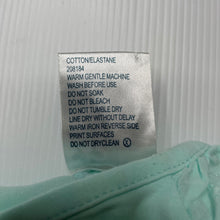 COTTON/ELASTANE
208184
WARM GENTLE MACHINE
WASH BEFORE USE
DO NOT SOAK
DO NOT BLEACH
DO NOT TUMBLE DRY
LINE DRY WITHOUT
DELAY
WARM IRON REVERSE SIDE
PRINT SURFACES
DO NOT DRYCLEAN